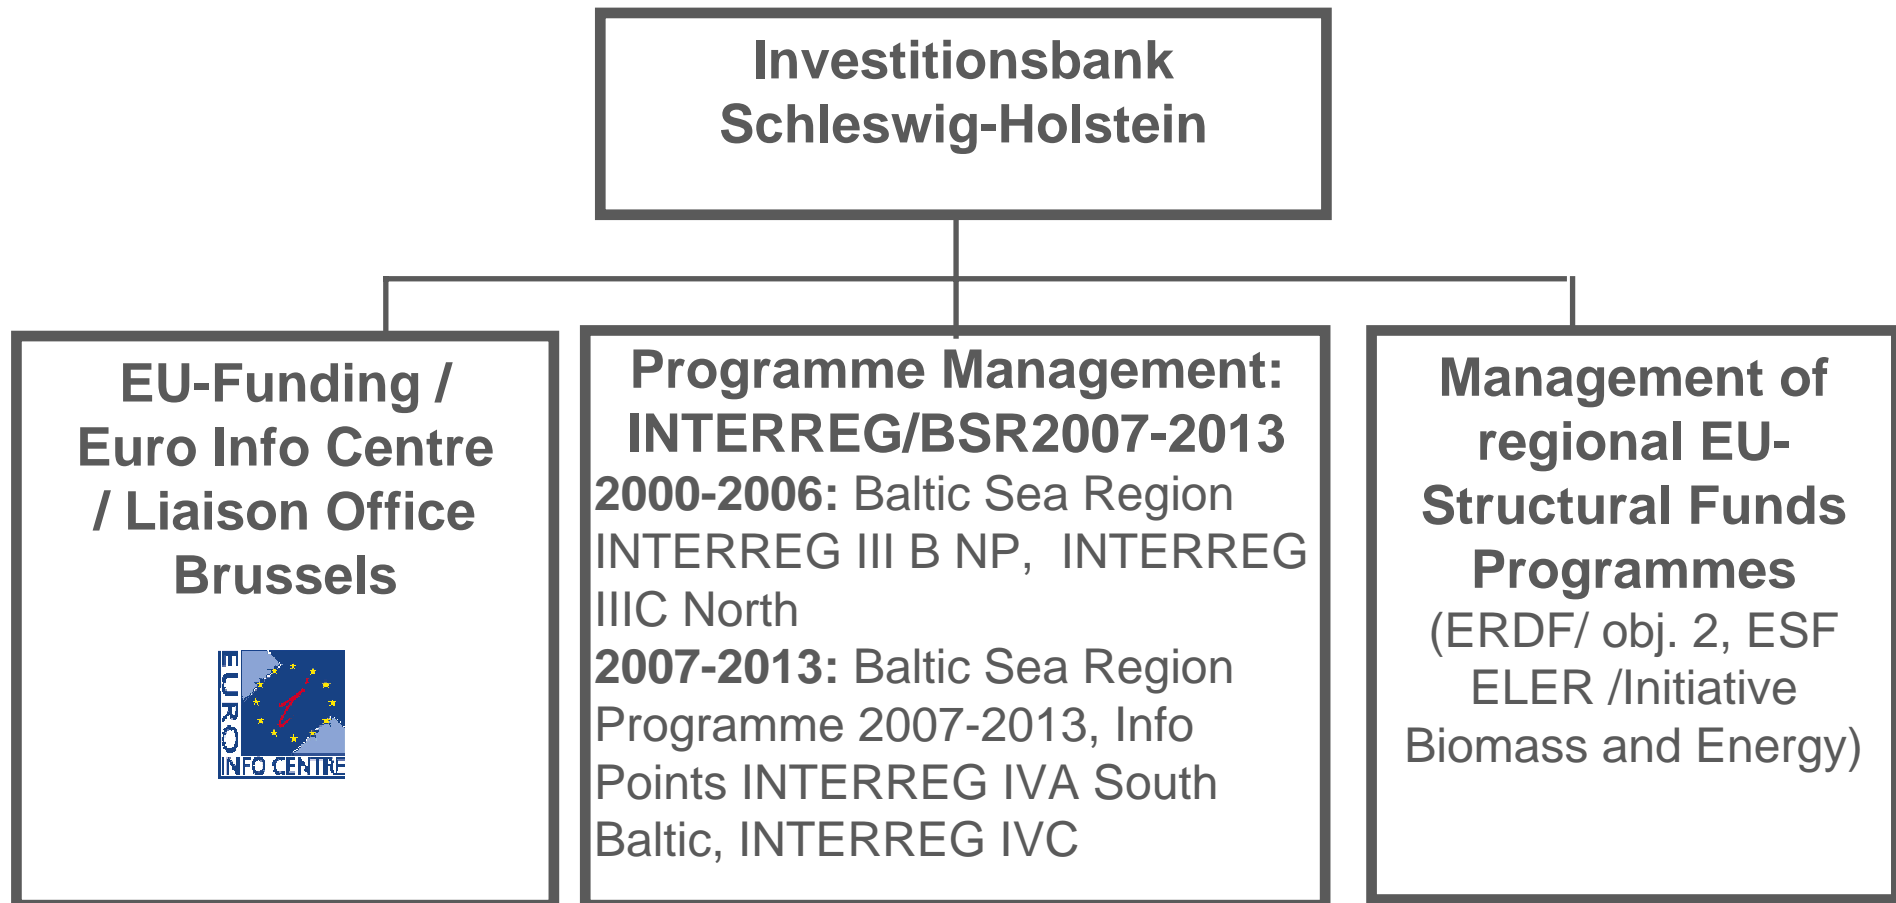 Investitionsbank
Schleswig-Holstein
EU-Funding /
Euro Info Centre
/ Liaison Office
Brussels
EURO
INFO CENTRE
Programme Management:
INTERREG/BSR2007-2013
2000-2006: Baltic Sea Region
INTERREG III B NP, INTERREG
IIIC North
2007-2013: Baltic Sea Region
Programme 2007-2013, Info
Points INTERREG IVA South
Baltic, INTERREG IVC
Management of
regional EU-
Structural Funds
Programmes
(ERDF/ obj. 2, ESF
ELER /Initiative
Biomass and Energy)